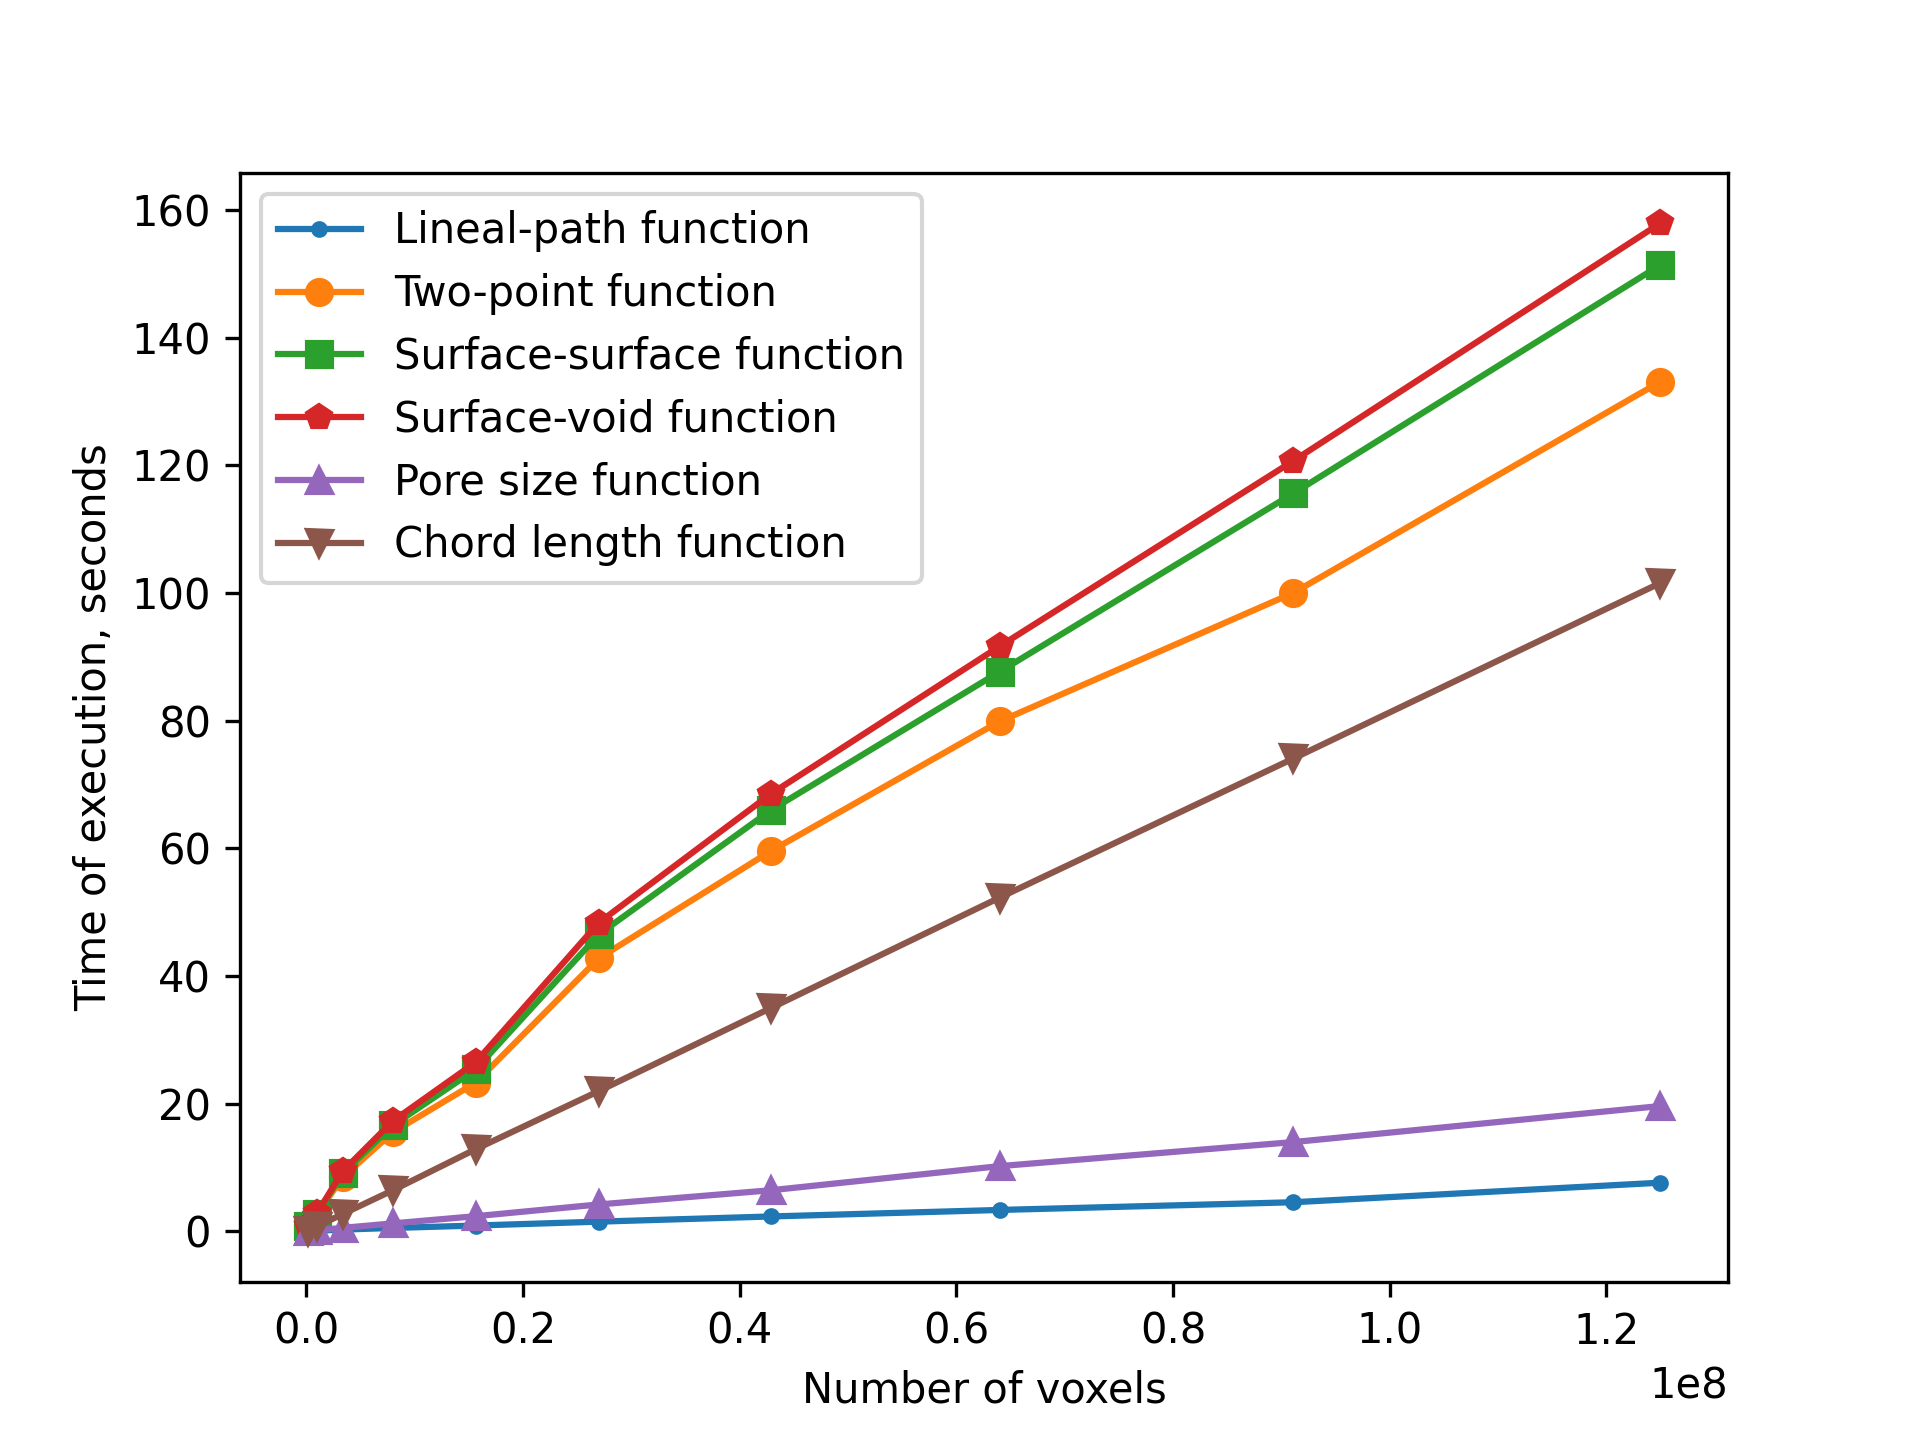 Lineal-path function
Two-point function
Surface-surface function
Surface-void function
Pore size function
Chord length function
160
140
120
100
80
60
40
20
0
Time of execution, seconds
0.0 0.2 0.4 0.6 0.8 1.0 1.2
1e8
Number of voxels